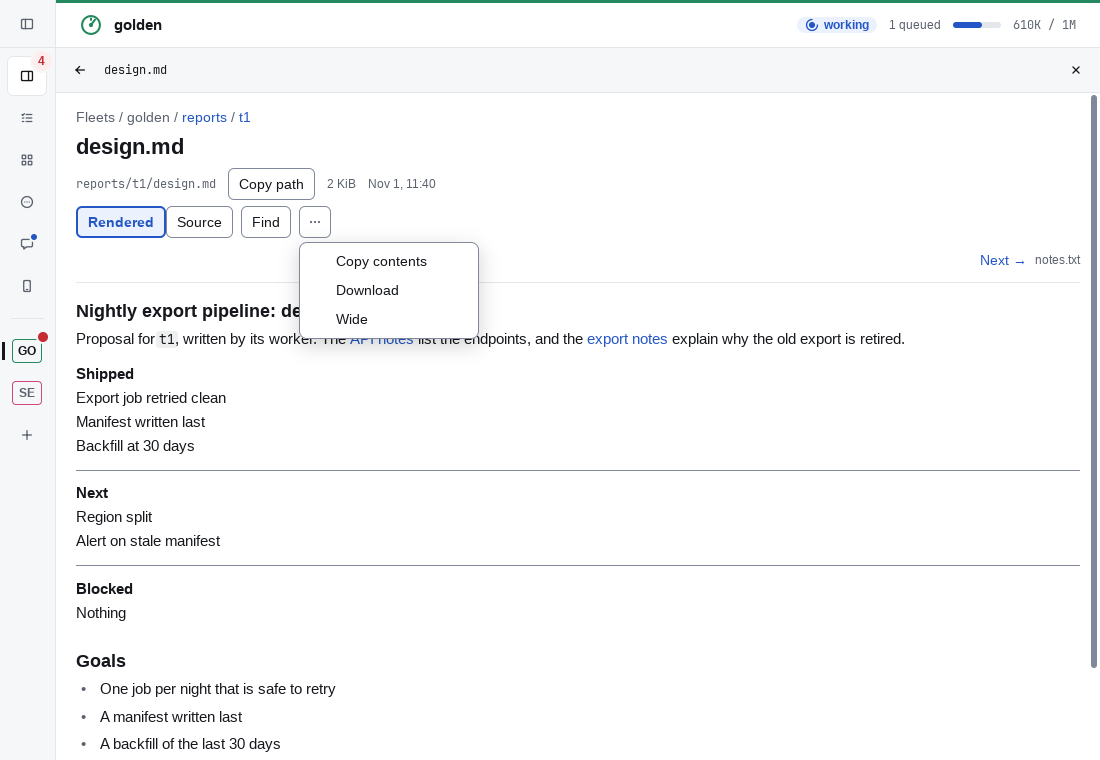 golden
working
1 queued
610K / 1M
4
design.md
Fleets / golden / reports / t1
design.md
reports/t1/design.md
Copy path
2 KiB
Nov 1, 11:40
Rendered
Source
Find
Copy contents
Download
Wide
Next →
notes.txt
Nightly export pipeline: de
Proposal for t1, written by its worker. The API notes list the endpoints, and the export notes explain why the old export is retired.
GO
SE
Shipped
Export job retried clean
Manifest written last
Backfill at 30 days
Next
Region split
Alert on stale manifest
Blocked
Nothing
Goals
• One job per night that is safe to retry
• A manifest written last
• A backfill of the last 30 days